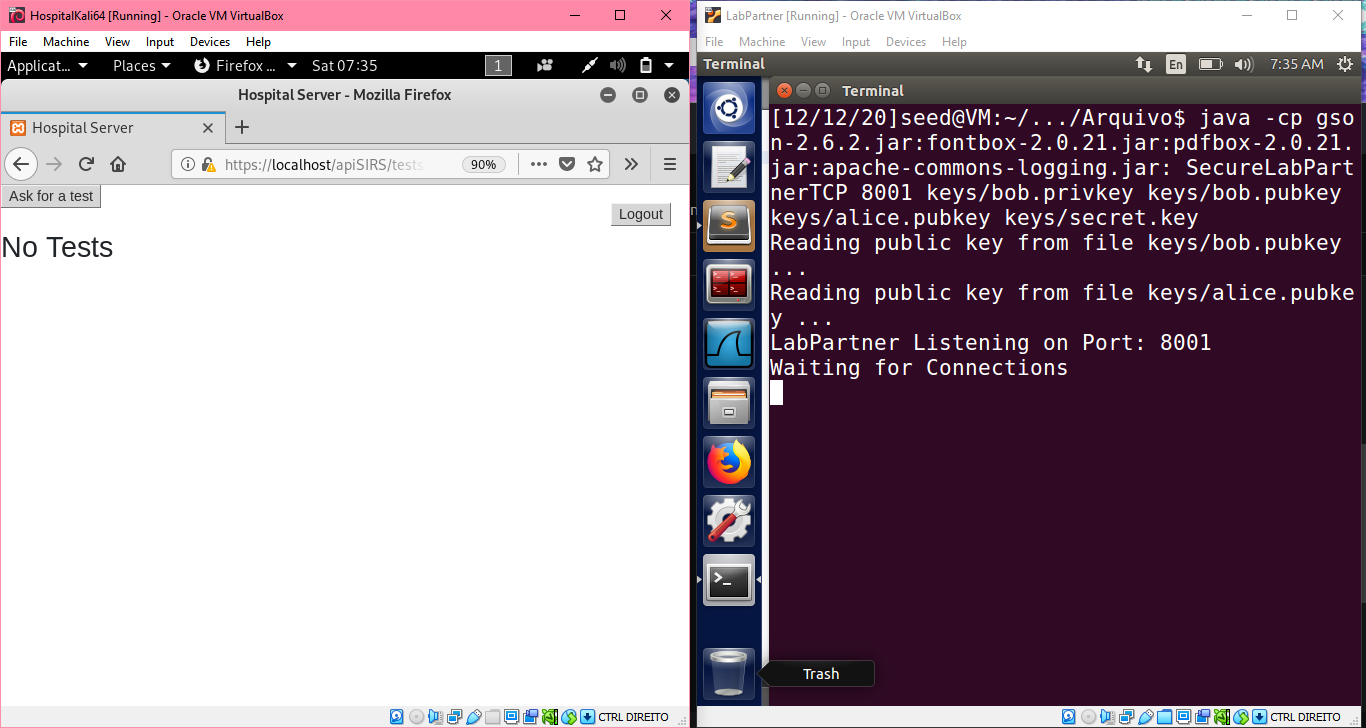 HospitalKali64 [Running] - Oracle VM VirtualBox
File Machine View Input Devices Help
Applicat... Places Firefox ... Sat 07:35 1
Hospital Server - Mozilla Firefox
Hospital Server
https://localhost/apiSIRS/tests 90%
Ask for a test
Logout
No Tests
CTRL DIREITO
LabPartner [Running] - Oracle VM VirtualBox
File Machine View Input Devices Help
Terminal En 7:35 AM
Terminal
[12/12/20]seed@VM:~/.../Arquivo$ java -cp gso
n-2.6.2.jar:fontbox-2.0.21.jar:pdfbox-2.0.21.
jar:apache-commons-logging.jar: SecureLabPart
nerTCP 8001 keys/bob.privkey keys/bob.pubkey
keys/alice.pubkey keys/secret.key
Reading public key from file keys/bob.pubkey
...
Reading public key from file keys/alice.pubke
y ...
LabPartner Listening on Port: 8001
Waiting for Connections
Trash
CTRL DIREITO